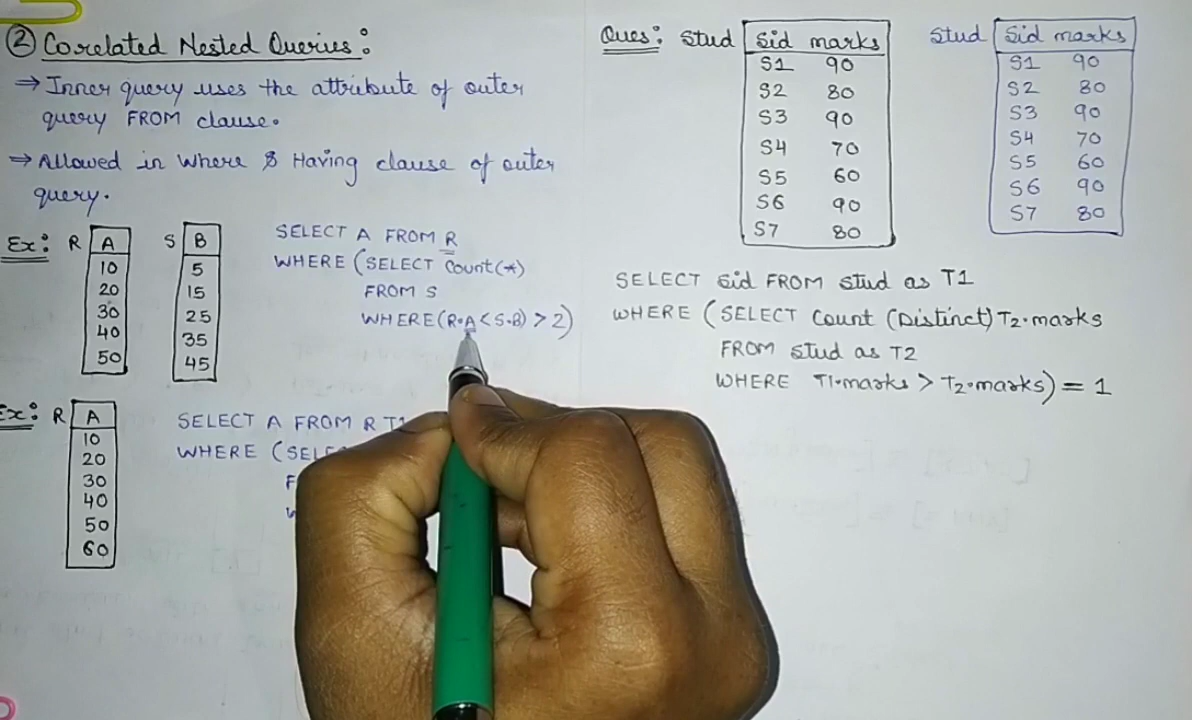 ② Corelated Nested Queries :
⇒ Inner query uses the attribute of outer
query FROM clause.
⇒ Allowed in where & Having clause of outer
query.
Ex: R A S B
10 5
20 15
30 25
40 35
50 45
SELECT A FROM R
WHERE (SELECT Count(*)
FROM S
WHERE(R.A < S.B) > 2)
Ex: R A
10
20
30
40
50
60
SELECT A FROM R T1
WHERE (SELE
F
Ques: Stud Sid marks
S1 90
S2 80
S3 90
S4 70
S5 60
S6 90
S7 80
Stud Sid marks
S1 90
S2 80
S3 90
S4 70
S5 60
S6 90
S7 80
SELECT Sid FROM Stud as T1
WHERE (SELECT Count (Distinct) T2.marks
FROM Stud as T2
WHERE T1.marks > T2.marks) = 1